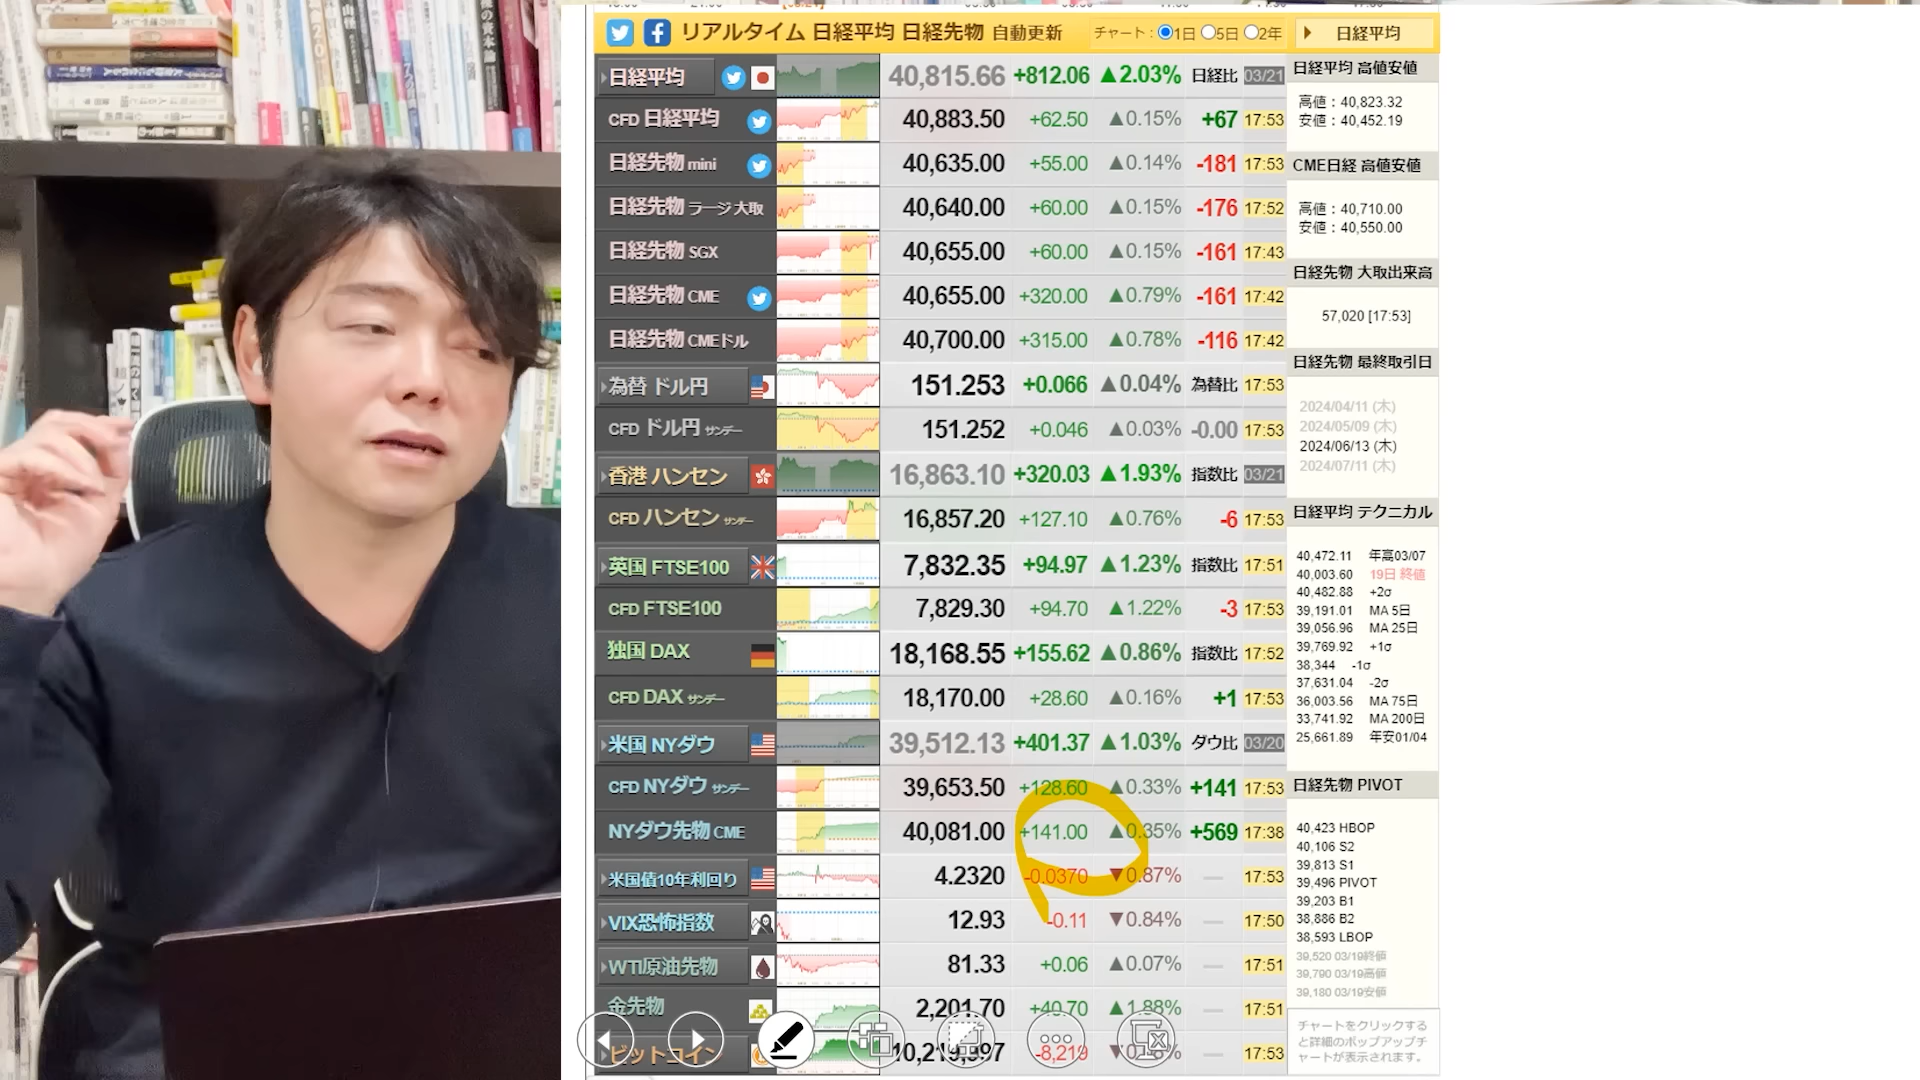 リアルタイム 日経平均 日経先物 自動更新 チャート: 1日 5日 2年 日経平均
日経平均 40,815.66 +812.06 ▲2.03% 日経比 03/21
CFD 日経平均 40,883.50 +62.50 ▲0.15% +67 17:53
日経先物 mini 40,635.00 +55.00 ▲0.14% -181 17:53
日経先物 ラージ 大取 40,640.00 +60.00 ▲0.15% -176 17:52
日経先物 SGX 40,655.00 +60.00 ▲0.15% -161 17:43
日経先物 CME 40,655.00 +320.00 ▲0.79% -161 17:42
日経先物 CMEドル 40,700.00 +315.00 ▲0.78% -116 17:42
為替 ドル円 151.253 +0.066 ▲0.04% 為替比 17:53
CFD ドル円 サンデー 151.252 +0.046 ▲0.03% -0.00 17:53
香港 ハンセン 16,863.10 +320.03 ▲1.93% 指数比 03/21
CFD ハンセン サンデー 16,857.20 +127.10 ▲0.76% -6 17:53
英国 FTSE100 7,832.35 +94.97 ▲1.23% 指数比 17:51
CFD FTSE100 7,829.30 +94.70 ▲1.22% -3 17:53
独国 DAX 18,168.55 +155.62 ▲0.86% 指数比 17:52
CFD DAX サンデー 18,170.00 +28.60 ▲0.16% +1 17:53
米国 NYダウ 39,512.13 +401.37 ▲1.03% ダウ比 03/20
CFD NYダウ サンデー 39,653.50 +128.60 ▲0.33% +141 17:53
NYダウ先物 CME 40,081.00 +141.00 ▲0.35% +569 17:38
米国債10年利回り 4.2320 -0.0370 ▼0.87% — 17:53
VIX恐怖指数 12.93 -0.11 ▼0.84% — 17:50
WTI原油先物 81.33 +0.06 ▲0.07% — 17:51
金先物 2,201.70 +40.70 ▲1.88% — 17:51
ビットコイン -8,219 — 17:53
日経平均 高値安値
高値：40,823.32
安値：40,452.19
CME日経 高値安値
高値：40,710.00
安値：40,550.00
日経先物 大取出来高
57,020 [17:53]
日経先物 最終取引日
2024/04/11 (木)
2024/05/09 (木)
2024/06/13 (木)
2024/07/11 (木)
日経平均 テクニカル
40,472.11 年高03/07
40,003.60 19日 終値
40,482.88 +2σ
39,191.01 MA 5日
39,056.96 MA 25日
39,769.92 +1σ
38,344 -1σ
37,631.04 -2σ
36,003.56 MA 75日
33,741.92 MA 200日
25,661.89 年安01/04
日経先物 PIVOT
40,423 HBOP
40,106 S2
39,813 S1
39,496 PIVOT
39,203 B1
38,886 B2
38,593 LBOP
39,520 03/19終値
39,790 03/19高値
39,180 03/19安値
チャートをクリックする
と詳細のポップアップチ
ャートが表示されます。